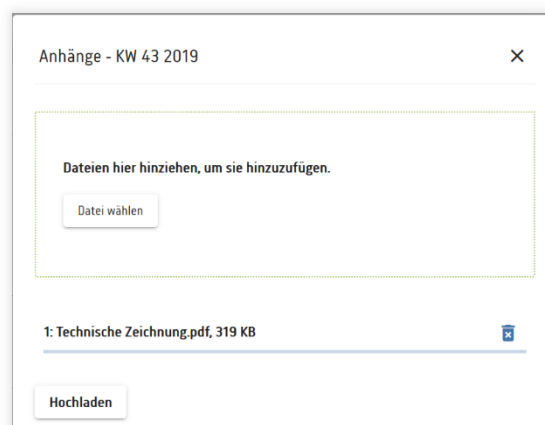 Anhänge - KW 43 2019
Dateien hier hinziehen, um sie hinzuzufügen.
Datei wählen
1: Technische Zeichnung.pdf, 319 KB
Hochladen